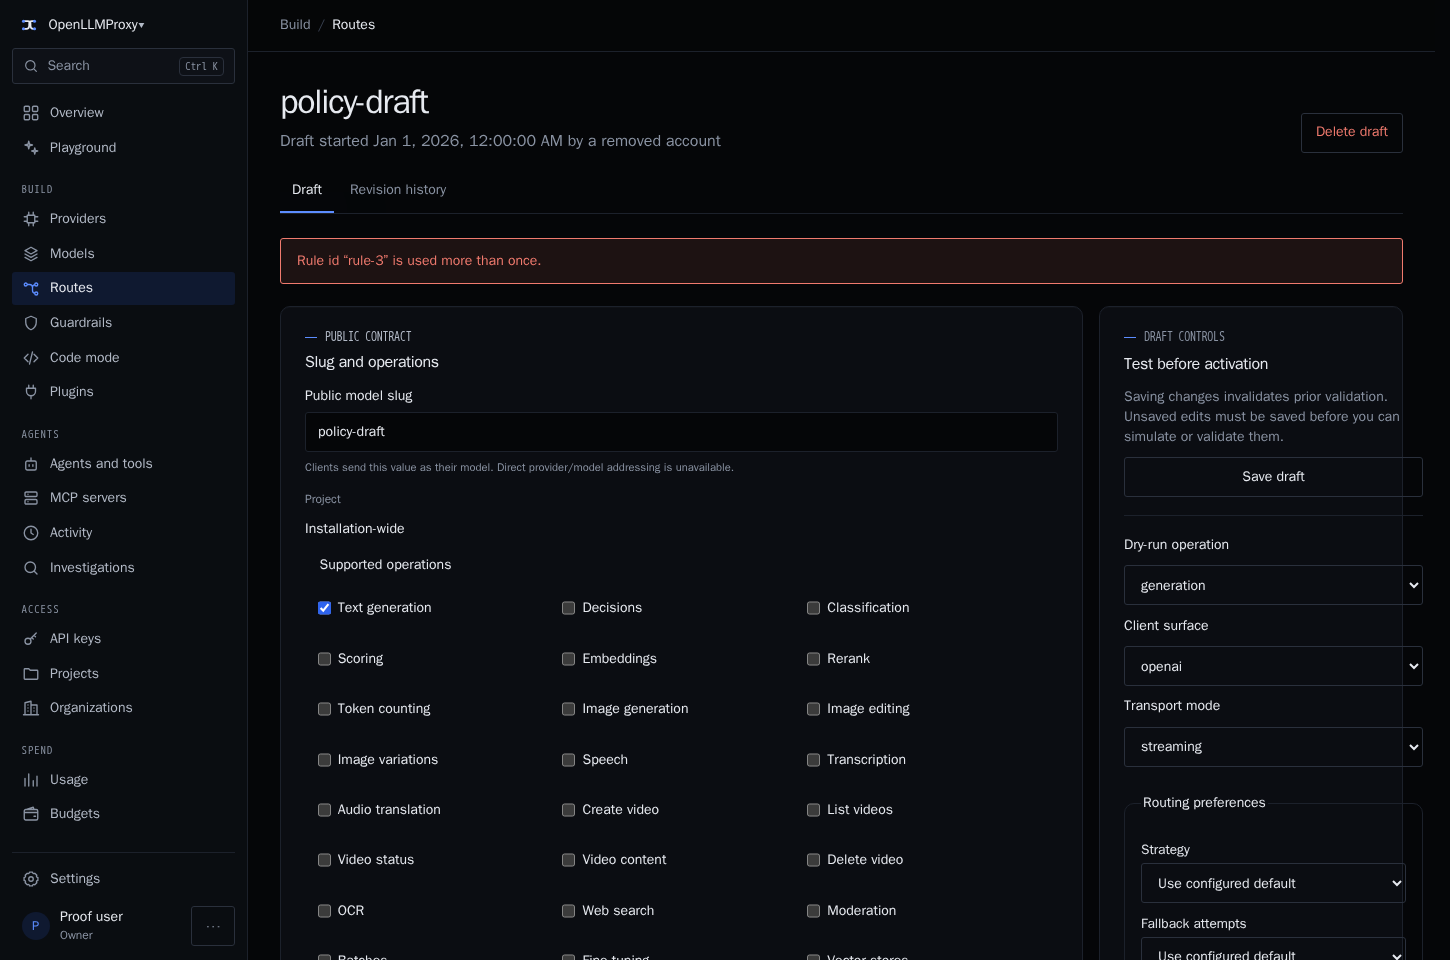 OpenLLMProxy▾
Search
Ctrl K
Overview
Playground
BUILD
Providers
Models
Routes
Guardrails
Code mode
Plugins
AGENTS
Agents and tools
MCP servers
Activity
Investigations
ACCESS
API keys
Projects
Organizations
SPEND
Usage
Budgets
Settings
P
Proof user
Owner
...
Build / Routes
policy-draft
Draft started Jan 1, 2026, 12:00:00 AM by a removed account
Delete draft
Draft
Revision history
Rule id “rule-3” is used more than once.
— PUBLIC CONTRACT
Slug and operations
Public model slug
policy-draft
Clients send this value as their model. Direct provider/model addressing is unavailable.
Project
Installation-wide
Supported operations
Text generation
Decisions
Classification
Scoring
Embeddings
Rerank
Token counting
Image generation
Image editing
Image variations
Speech
Transcription
Audio translation
Create video
List videos
Video status
Video content
Delete video
OCR
Web search
Moderation
Batches
Fine-tuning
Vector stores
— DRAFT CONTROLS
Test before activation
Saving changes invalidates prior validation.
Unsaved edits must be saved before you can
simulate or validate them.
Save draft
Dry-run operation
generation
Client surface
openai
Transport mode
streaming
Routing preferences
Strategy
Use configured default
Fallback attempts
Use configured default